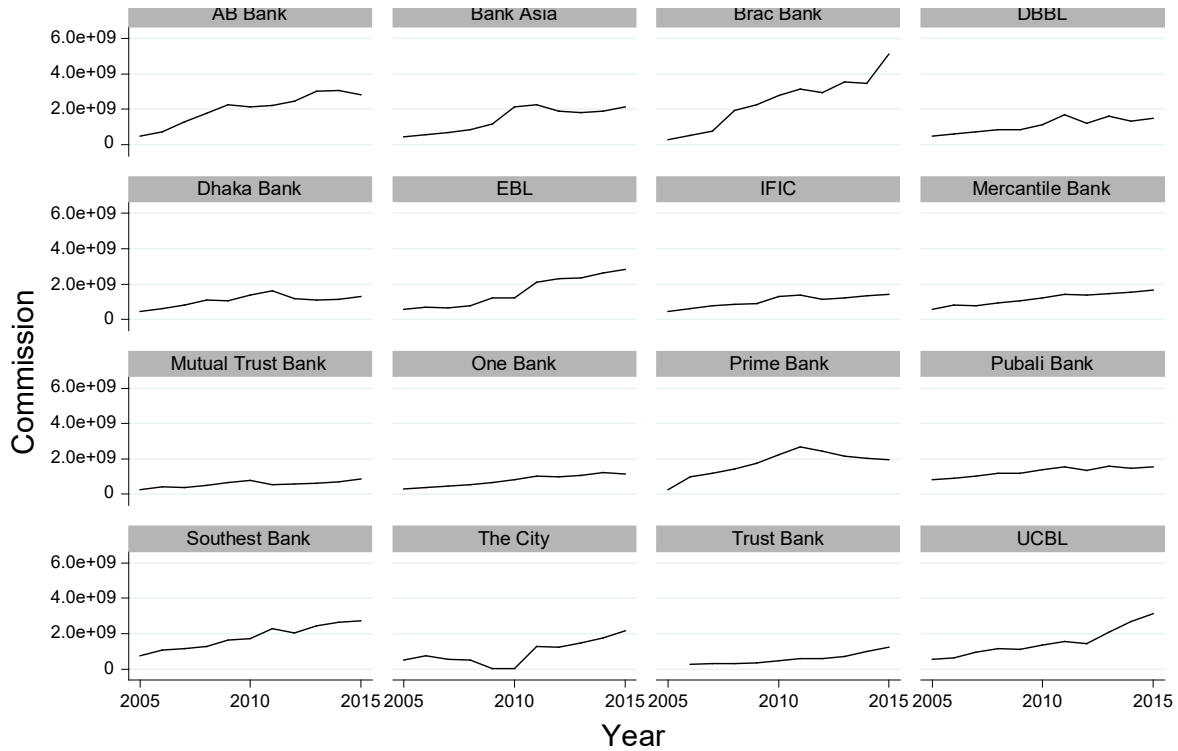 AB Bank Bank Asia Brac Bank DBBL
6.0e+09
4.0e+09
2.0e+09
0
Dhaka Bank EBL IFIC Mercantile Bank
6.0e+09
4.0e+09
2.0e+09
0
Mutual Trust Bank One Bank Prime Bank Pubali Bank
6.0e+09
4.0e+09
2.0e+09
0
Southest Bank The City Trust Bank UCBL
6.0e+09
4.0e+09
2.0e+09
0
2005 2010 2015 2005 2010 2015 2005 2010 2015 2005 2010 2015
Commission
Year